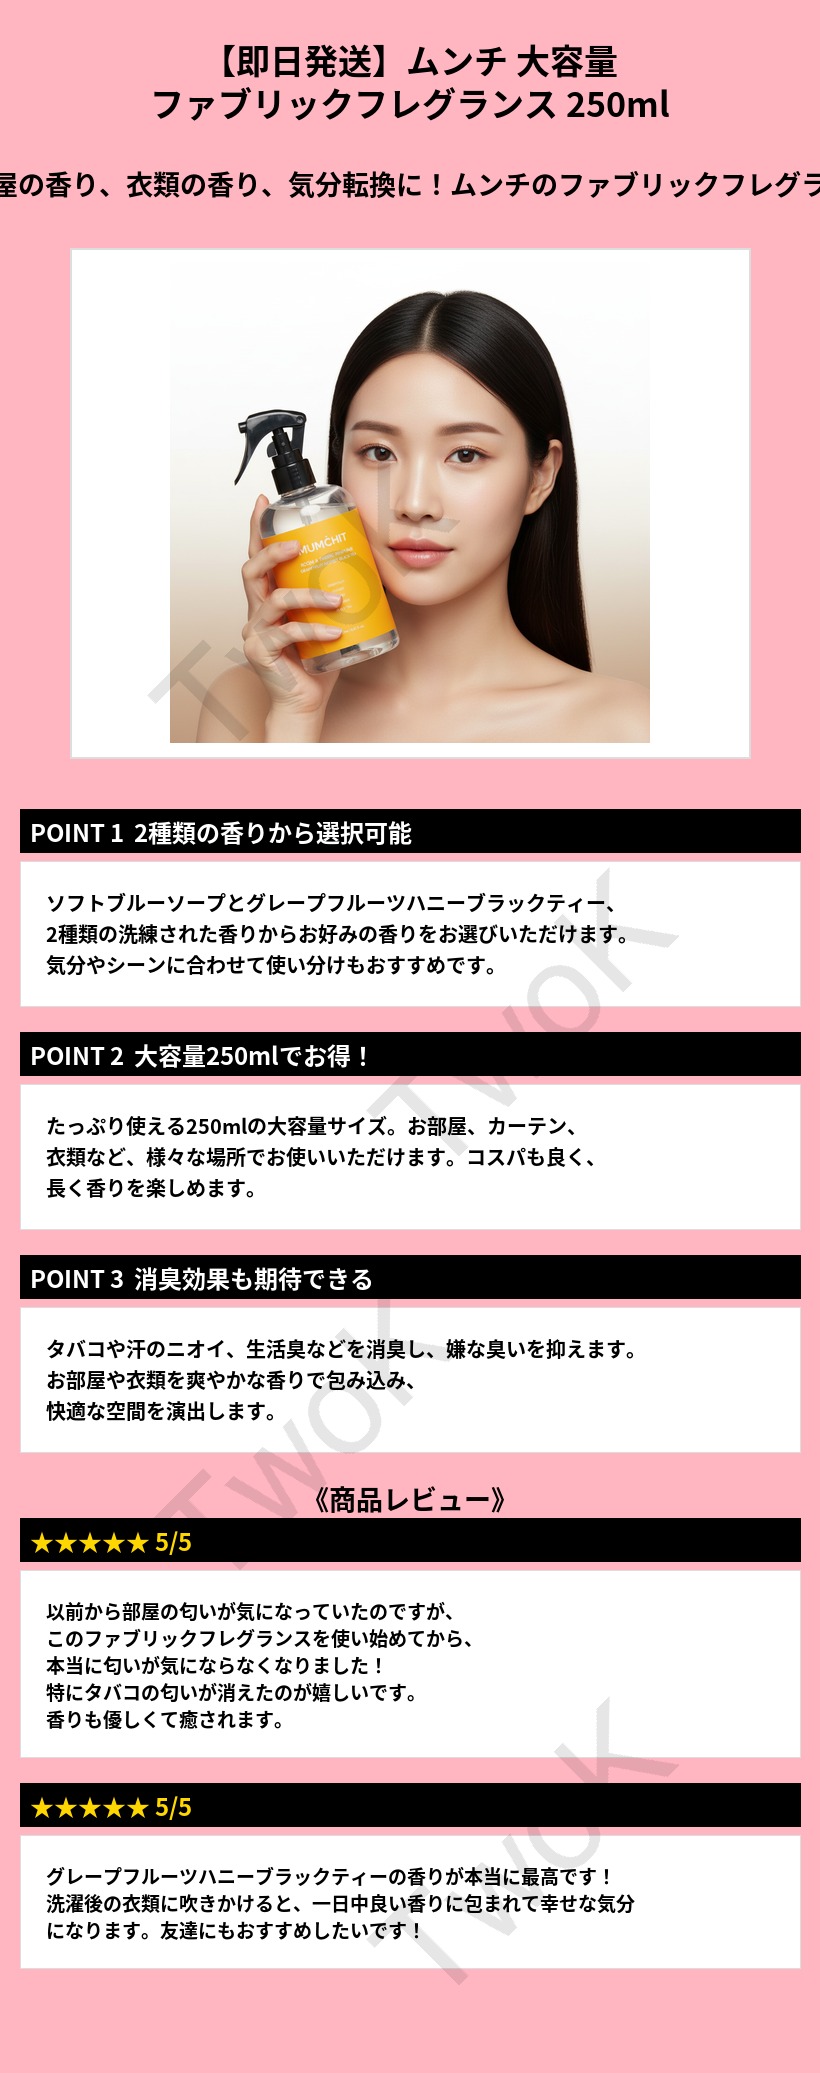 【即日発送】ムンチ 大容量
ファブリックフレグランス 250ml
屋の香り、衣類の香り、気分転換に！ムンチのファブリックフレグラ
MUMCHIT
POINT 1 2種類の香りから選択可能
ソフトブルーソープとグレープフルーツハニーブラックティー、
2種類の洗練された香りからお好みの香りをお選びいただけます。
気分やシーンに合わせて使い分けもおすすめです。
POINT 2 大容量250mlでお得！
たっぷり使える250mlの大容量サイズ。お部屋、カーテン、
衣類など、様々な場所でお使いいただけます。コスパも良く、
長く香りを楽しめます。
POINT 3 消臭効果も期待できる
タバコや汗のニオイ、生活臭などを消臭し、嫌な臭いを抑えます。
お部屋や衣類を爽やかな香りで包み込み、
快適な空間を演出します。
《商品レビュー》
★★★★★ 5/5
以前から部屋の匂いが気になっていたのですが、
このファブリックフレグランスを使い始めてから、
本当に匂いが気にならなくなりました！
特にタバコの匂いが消えたのが嬉しいです。
香りも優しくて癒されます。
★★★★★ 5/5
グレープフルーツハニーブラックティーの香りが本当に最高です！
洗濯後の衣類に吹きかけると、一日中良い香りに包まれて幸せな気分
になります。友達にもおすすめしたいです！
TwoK
TwoK
TwoK
TwoK